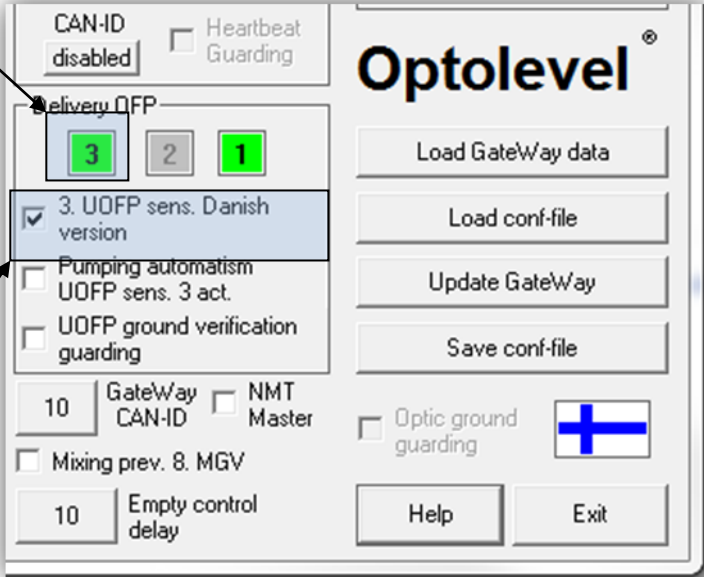 CAN-ID
disabled
Heartbeat
Guarding
Optolevel ®
Delivery OFP
3 2 1
3. UOFP sens. Danish
version
Pumping automatism
UOFP sens. 3 act.
UOFP ground verification
guarding
10
GateWay
CAN-ID
NMT
Master
Mixing prev. 8. MGV
10
Empty control
delay
Load GateWay data
Load conf-file
Update GateWay
Save conf-file
Optic ground
guarding
Help
Exit